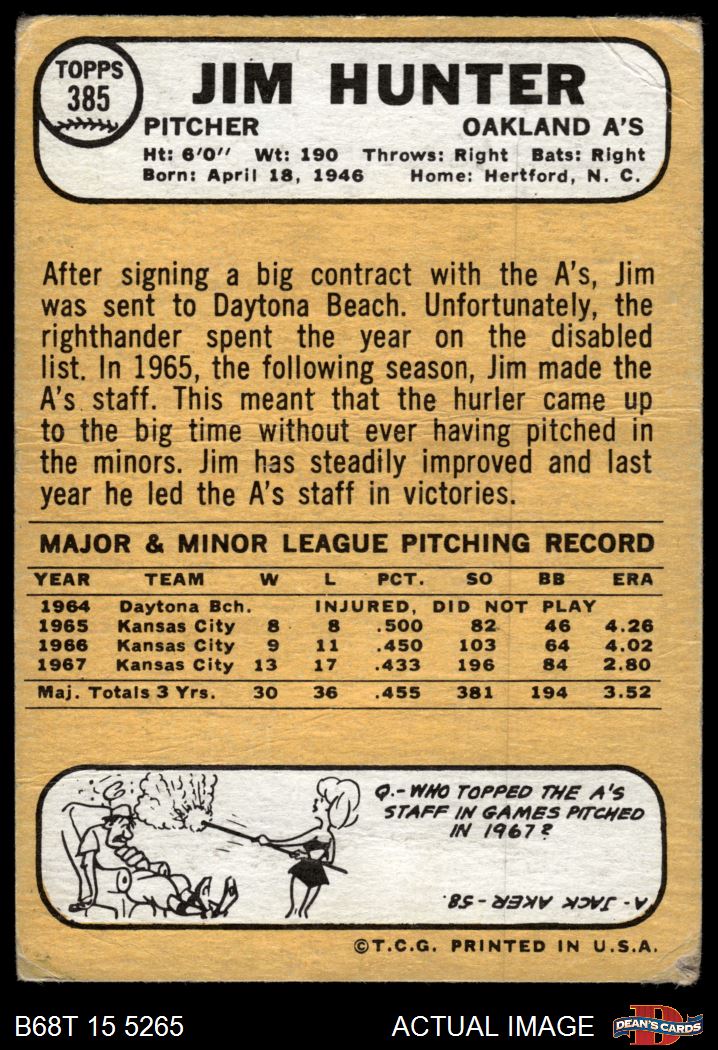 TOPPS
385
JIM HUNTER
PITCHER OAKLAND A'S
Ht: 6'0" Wt: 190 Throws: Right Bats: Right
Born: April 18, 1946 Home: Hertford, N. C.
After signing a big contract with the A's, Jim
was sent to Daytona Beach. Unfortunately, the
righthander spent the year on the disabled
list. In 1965, the following season, Jim made the
A's staff. This meant that the hurler came up
to the big time without ever having pitched in
the minors. Jim has steadily improved and last
year he led the A's staff in victories.
MAJOR & MINOR LEAGUE PITCHING RECORD
YEAR TEAM W L PCT. SO BB ERA
1964 Daytona Bch. INJURED, DID NOT PLAY
1965 Kansas City 8 8 .500 82 46 4.26
1966 Kansas City 9 11 .450 103 64 4.02
1967 Kansas City 13 17 .433 196 84 2.80
Maj. Totals 3 Yrs. 30 36 .455 381 194 3.52
Q.-WHO TOPPED THE A'S
STAFF IN GAMES PITCHED
IN 1967?
A- JACK AKER-58.
©T.C.G. PRINTED IN U.S.A.
B68T 15 5265 ACTUAL IMAGE DEAN'S CARDS